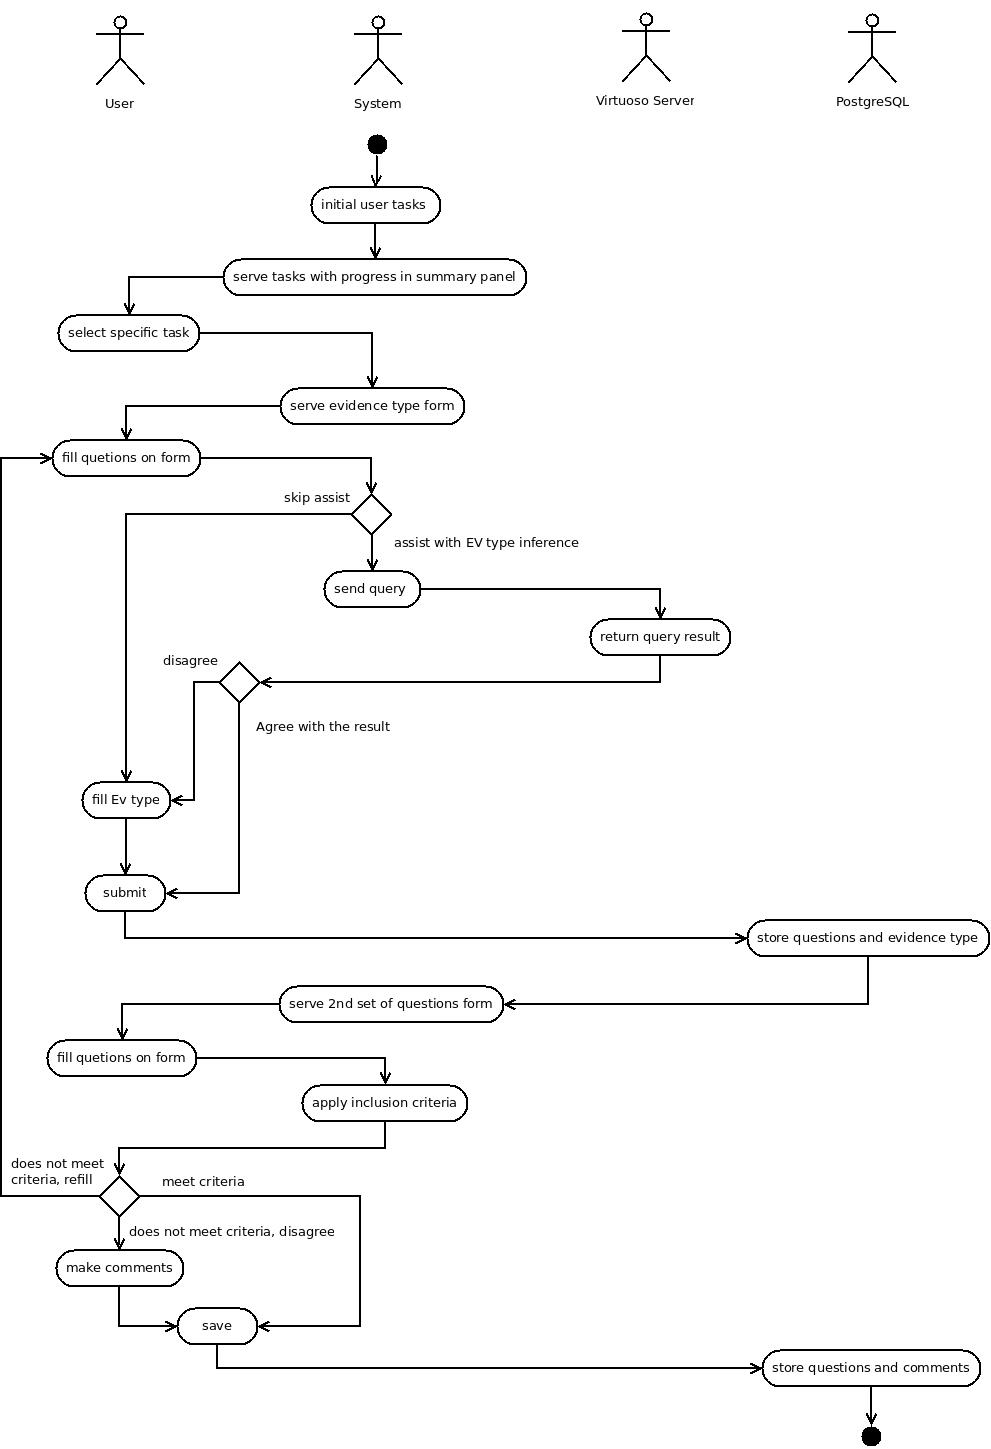 User
System
Virtuoso Server
PostgreSQL
initial user tasks
serve tasks with progress in summary panel
select specific task
serve evidence type form
fill quetions on form
skip assist
assist with EV type inference
send query
return query result
disagree
Agree with the result
fill Ev type
submit
store questions and evidence type
serve 2nd set of questions form
fill quetions on form
apply inclusion criteria
does not meet
criteria, refill
meet criteria
does not meet criteria, disagree
make comments
save
store questions and comments